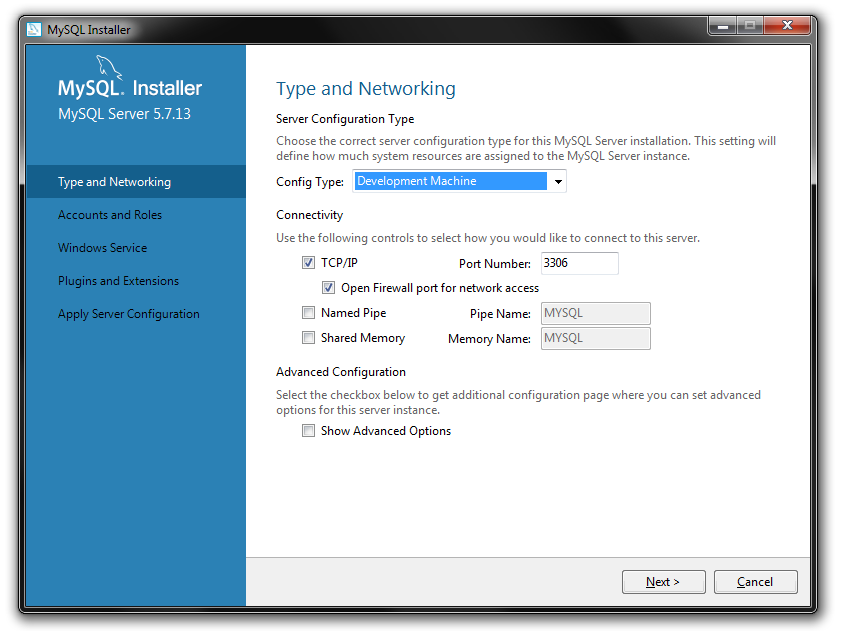 MySQL Installer
MySQL. Installer
MySQL Server 5.7.13
Type and Networking
Accounts and Roles
Windows Service
Plugins and Extensions
Apply Server Configuration
Type and Networking
Server Configuration Type
Choose the correct server configuration type for this MySQL Server installation. This setting will
define how much system resources are assigned to the MySQL Server instance.
Config Type: Development Machine
Connectivity
Use the following controls to select how you would like to connect to this server.
TCP/IP Port Number: 3306
Open Firewall port for network access
Named Pipe Pipe Name: MYSQL
Shared Memory Memory Name: MYSQL
Advanced Configuration
Select the checkbox below to get additional configuration page where you can set advanced
options for this server instance.
Show Advanced Options
Next > Cancel